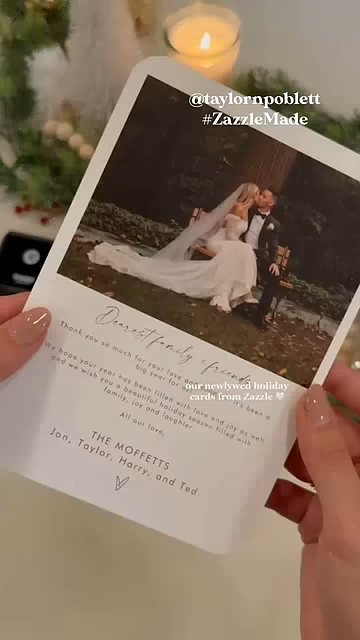 @taylornpoblett
#ZazzleMade
Dearest family & friends
Thank you so much for your love and
it's been a
big year for
our newlywed holiday
cards from Zazzle 🤍
We hope your year has been filled with love and joy as well
and we wish you a beautiful holiday season filled with
family, joy and laughter.
All our love,
THE MOFFETTS
Jon, Taylor, Harry, and Ted